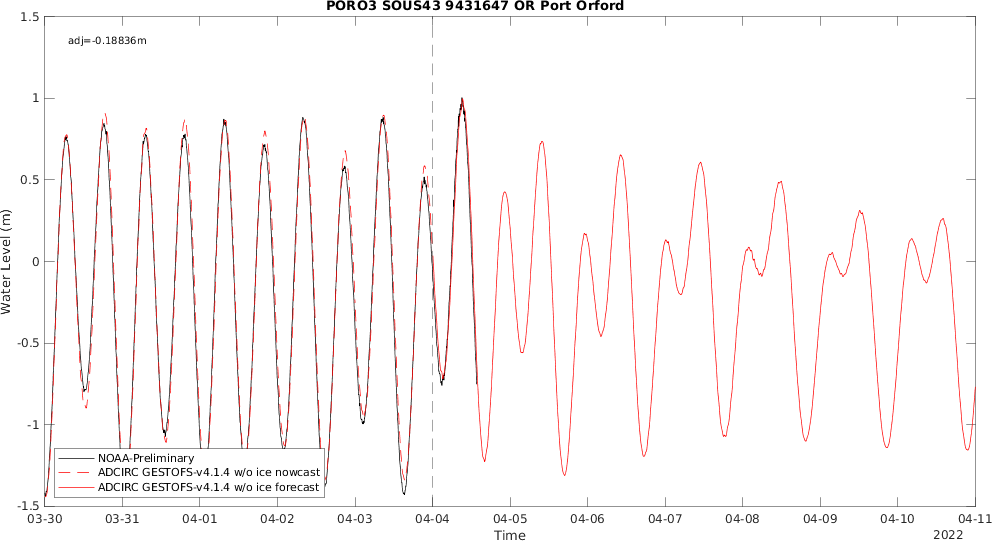 PORO3 SOUS43 9431647 OR Port Orford
adj=-0.18836m
Water Level (m)
1.5
1
0.5
0
-0.5
-1
-1.5
NOAA-Preliminary
ADCIRC GESTOFS-v4.1.4 w/o ice nowcast
ADCIRC GESTOFS-v4.1.4 w/o ice forecast
03-30 03-31 04-01 04-02 04-03 04-04 04-05 04-06 04-07 04-08 04-09 04-10 04-11
Time
2022